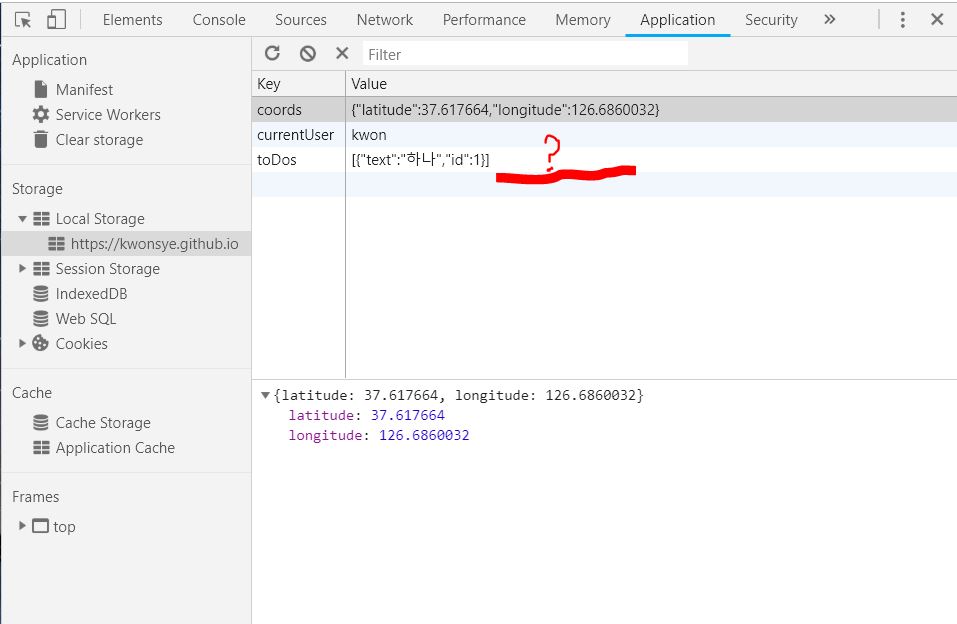 Elements Console Sources Network Performance Memory Application Security »
Application
Manifest
Service Workers
Clear storage
Storage
Local Storage
https://kwonsye.github.io
Session Storage
IndexedDB
Web SQL
Cookies
Cache
Cache Storage
Application Cache
Frames
top
Filter
Key Value
coords {"latitude":37.617664,"longitude":126.6860032}
currentUser kwon
toDos [{"text":"하나","id":1}]
?
{latitude: 37.617664, longitude: 126.6860032}
latitude: 37.617664
longitude: 126.6860032